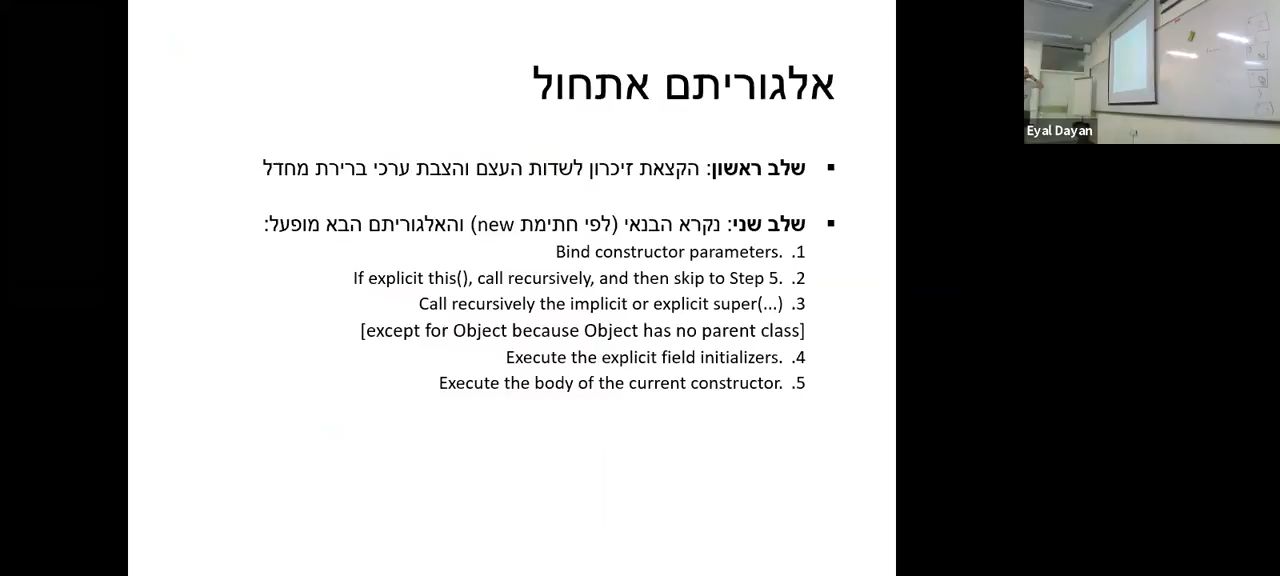 אלגוריתם אתחול
▪ שלב ראשון: הקצאת זיכרון לשדות העצם והצבת ערכי ברירת מחדל
▪ שלב שני: נקרא הבנאי (לפי חתימת new) והאלגוריתם הבא מופעל:
1. Bind constructor parameters.
2. If explicit this(), call recursively, and then skip to Step 5.
3. Call recursively the implicit or explicit super(...)
[except for Object because Object has no parent class]
4. Execute the explicit field initializers.
5. Execute the body of the current constructor.
Eyal Dayan